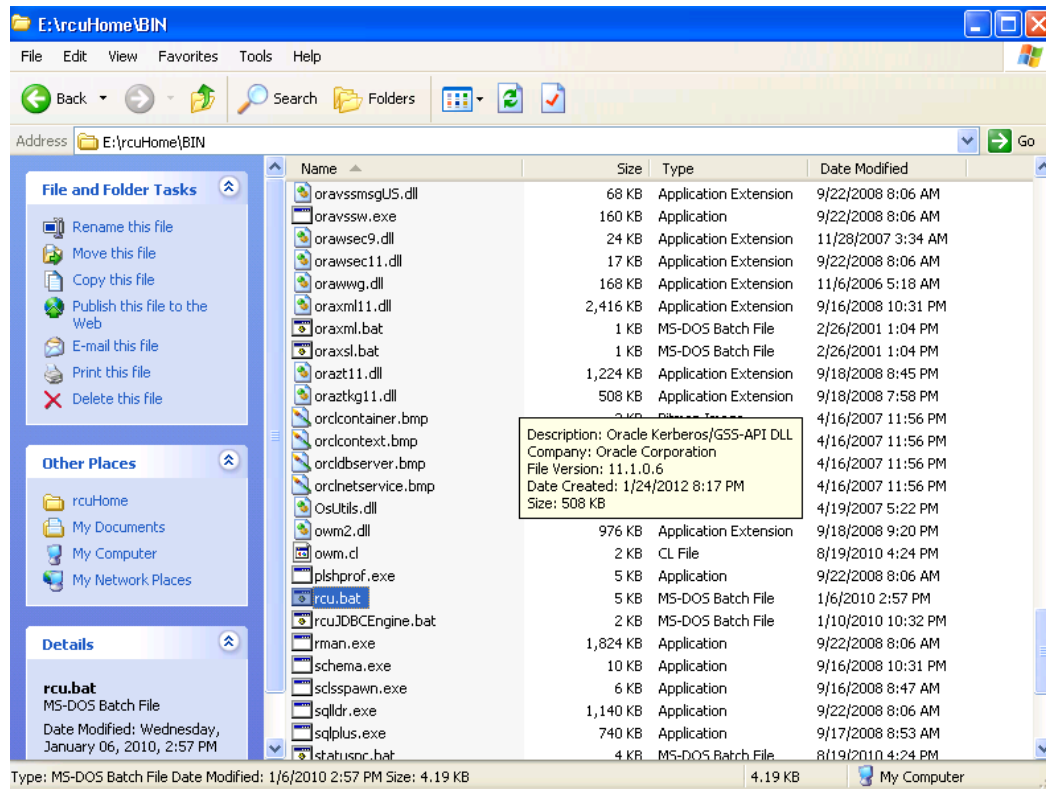 E:\rcuHome\BIN
File Edit View Favorites Tools Help
Back Search Folders
Address E:\rcuHome\BIN Go
File and Folder Tasks
Rename this file
Move this file
Copy this file
Publish this file to the
Web
E-mail this file
Print this file
Delete this file
Other Places
rcuHome
My Documents
My Computer
My Network Places
Details
rcu.bat
MS-DOS Batch File
Date Modified: Wednesday,
January 06, 2010, 2:57 PM
Name Size Type Date Modified
oravssmsgUS.dll 68 KB Application Extension 9/22/2008 8:06 AM
oravssw.exe 160 KB Application 9/22/2008 8:06 AM
orawsec9.dll 24 KB Application Extension 11/28/2007 3:34 AM
orawsec11.dll 17 KB Application Extension 9/22/2008 8:06 AM
orawwg.dll 168 KB Application Extension 11/6/2006 5:18 AM
oraxml11.dll 2,416 KB Application Extension 9/16/2008 10:31 PM
oraxml.bat 1 KB MS-DOS Batch File 2/26/2001 1:04 PM
oraxsl.bat 1 KB MS-DOS Batch File 2/26/2001 1:04 PM
orazt11.dll 1,224 KB Application Extension 9/18/2008 8:45 PM
oraztkg11.dll 508 KB Application Extension 9/18/2008 7:58 PM
orclcontainer.bmp KB Bitmap Image 4/16/2007 11:56 PM
orclcontext.bmp 4/16/2007 11:56 PM
orcldbserver.bmp 4/16/2007 11:56 PM
orclnetservice.bmp 4/16/2007 11:56 PM
OsUtils.dll 4/19/2007 5:22 PM
Description: Oracle Kerberos/GSS-API DLL
Company: Oracle Corporation
File Version: 11.1.0.6
Date Created: 1/24/2012 8:17 PM
Size: 508 KB
owm2.dll 976 KB Application Extension 9/18/2008 9:20 PM
owm.cl 2 KB CL File 8/19/2010 4:24 PM
plshprof.exe 5 KB Application 9/22/2008 8:06 AM
rcu.bat 5 KB MS-DOS Batch File 1/6/2010 2:57 PM
rcuJDBCEngine.bat 2 KB MS-DOS Batch File 1/10/2010 10:32 PM
rman.exe 1,824 KB Application 9/22/2008 8:06 AM
schema.exe 10 KB Application 9/16/2008 10:31 PM
sclsspawn.exe 6 KB Application 9/16/2008 8:47 AM
sqlldr.exe 1,140 KB Application 9/22/2008 8:06 AM
sqlplus.exe 740 KB Application 9/17/2008 8:53 AM
statusnc.bat 4 KB MS-DOS Batch File 8/19/2010 4:24 PM
Type: MS-DOS Batch File Date Modified: 1/6/2010 2:57 PM Size: 4.19 KB 4.19 KB My Computer